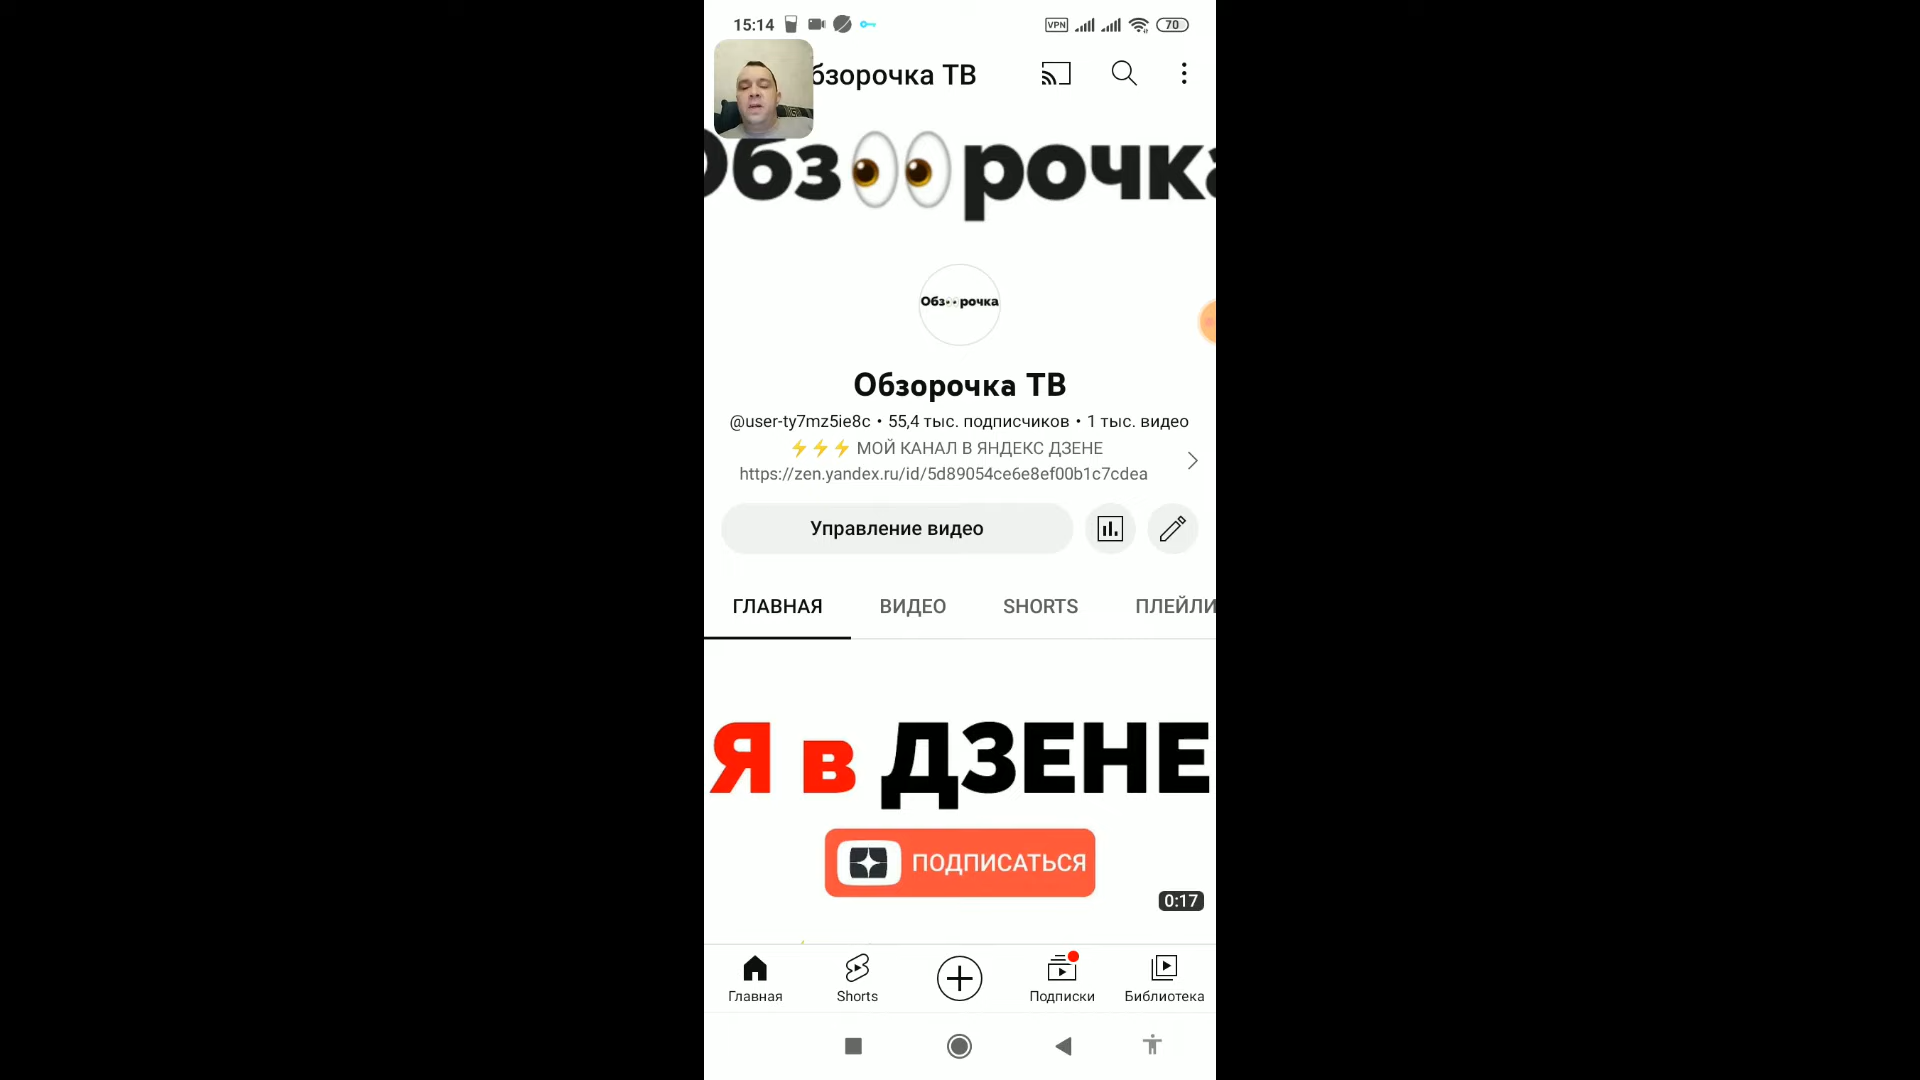 15:14
VPN
70
бзорочка ТВ
Обз👀рочка
Обз👀рочка
Обзорочка ТВ
@user-ty7mz5ie8c • 55,4 тыс. подписчиков • 1 тыс. видео
⚡⚡⚡ МОЙ КАНАЛ В ЯНДЕКС ДЗЕНЕ
https://zen.yandex.ru/id/5d89054ce6e8ef00b1c7cdea
Управление видео
ГЛАВНАЯ ВИДЕО SHORTS ПЛЕЙЛИ
Я в ДЗЕНЕ
ПОДПИСАТЬСЯ
0:17
Главная Shorts Подписки Библиотека